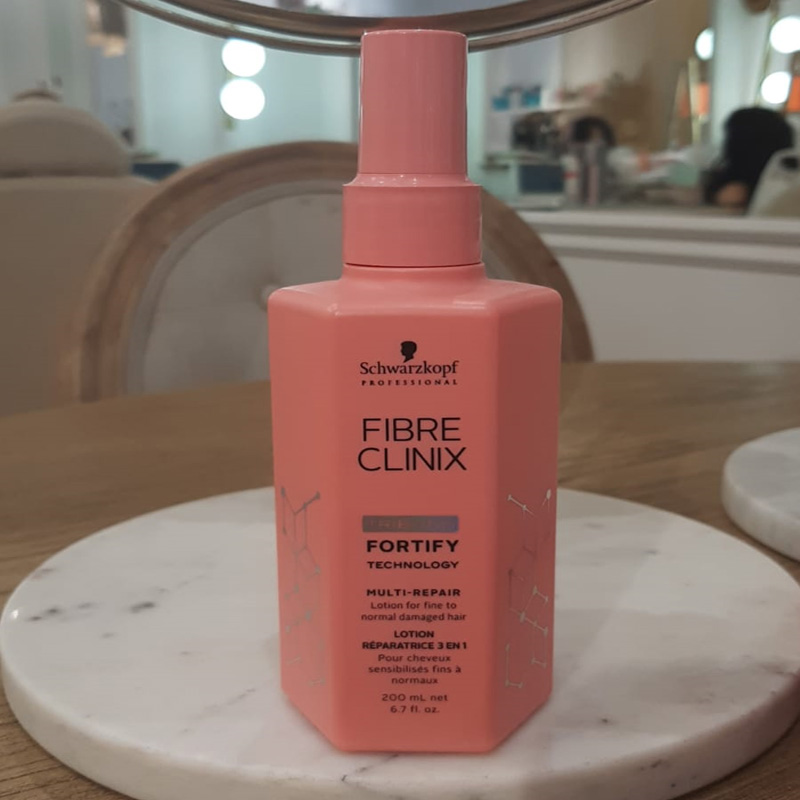 Schwarzkopf
PROFESSIONAL
FIBRE
CLINIX
FORTIFY
TECHNOLOGY
MULTI-REPAIR
Lotion for fine to
normal damaged hair
LOTION
RÉPARATRICE 3 EN 1
Pour cheveux
sensibilisés fins à
normaux
200 mL net
6.7 fl. oz.